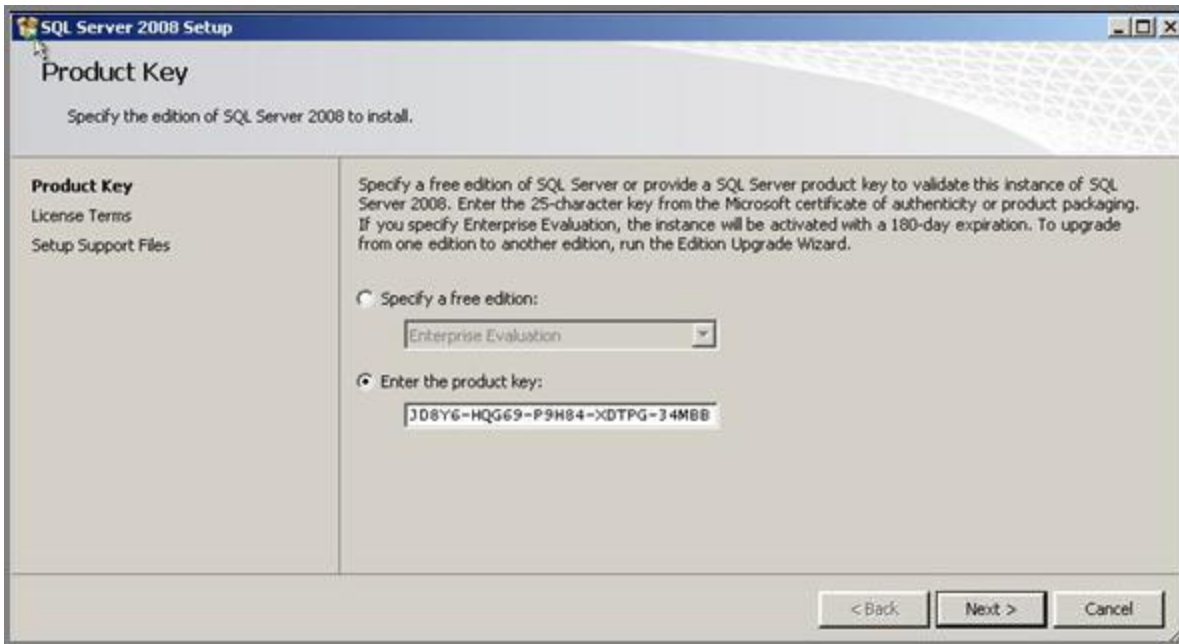 SQL Server 2008 Setup
Product Key
Specify the edition of SQL Server 2008 to install.
Product Key
License Terms
Setup Support Files
Specify a free edition of SQL Server or provide a SQL Server product key to validate this instance of SQL
Server 2008. Enter the 25-character key from the Microsoft certificate of authenticity or product packaging.
If you specify Enterprise Evaluation, the instance will be activated with a 180-day expiration. To upgrade
from one edition to another edition, run the Edition Upgrade Wizard.
Specify a free edition:
Enterprise Evaluation
Enter the product key:
JD8Y6-HQG69-P9H84-XDTPG-34MBB
< Back
Next >
Cancel